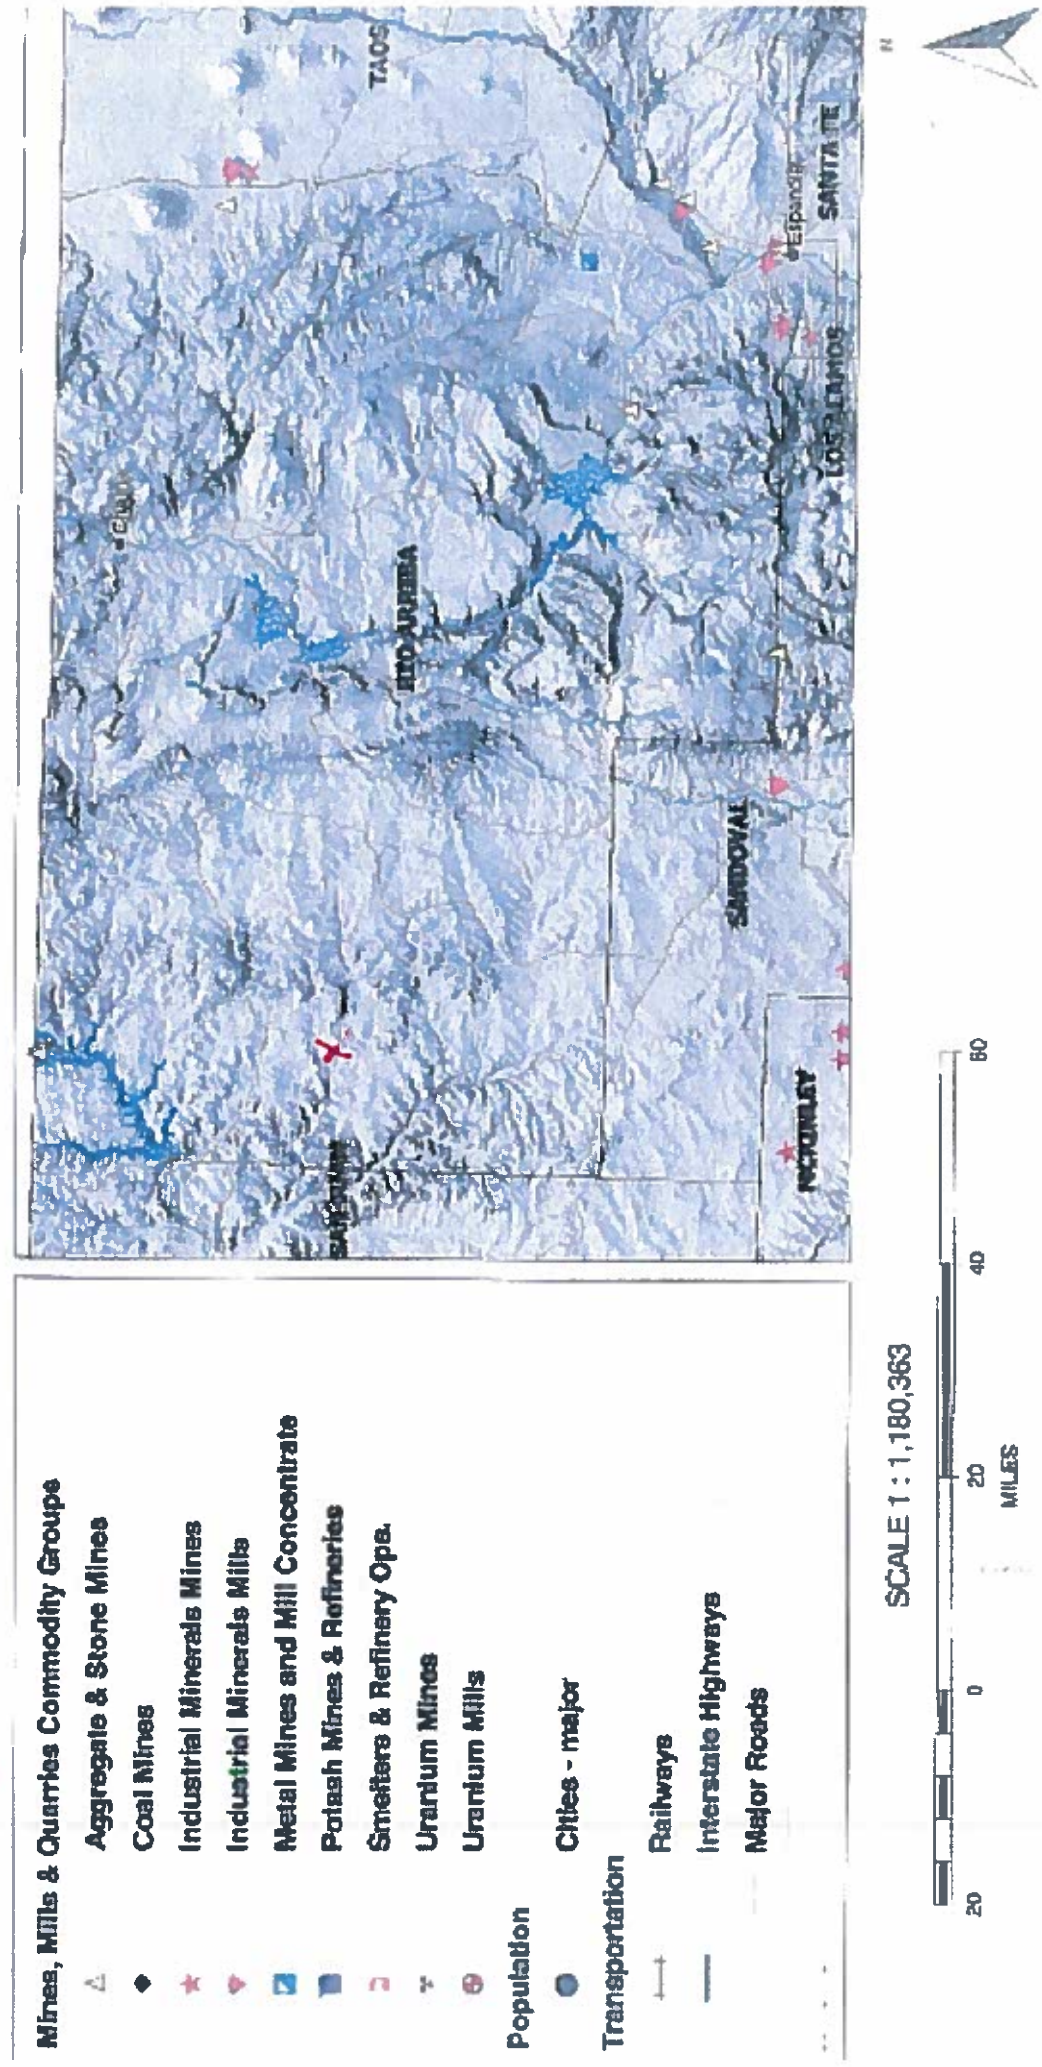 Mines, Mills & Quarries Commodity Groups
Aggregate & Stone Mines
Coal Mines
Industrial Minerals Mines
Industrial Minerals Mills
Metal Mines and Mill Concentrate
Potash Mines & Refineries
Smelters & Refinery Ops.
Uranium Mines
Uranium Mills
Population
Cities - major
Transportation
Railways
Interstate Highways
Major Roads
TAOS
RIO ARRIBA
SANDOVAL
MCKINLEY
LOS ALAMOS
SANTA FE
SAN JUAN
SCALE 1 : 1,180,363
20
0
20
40
60
MILES
N